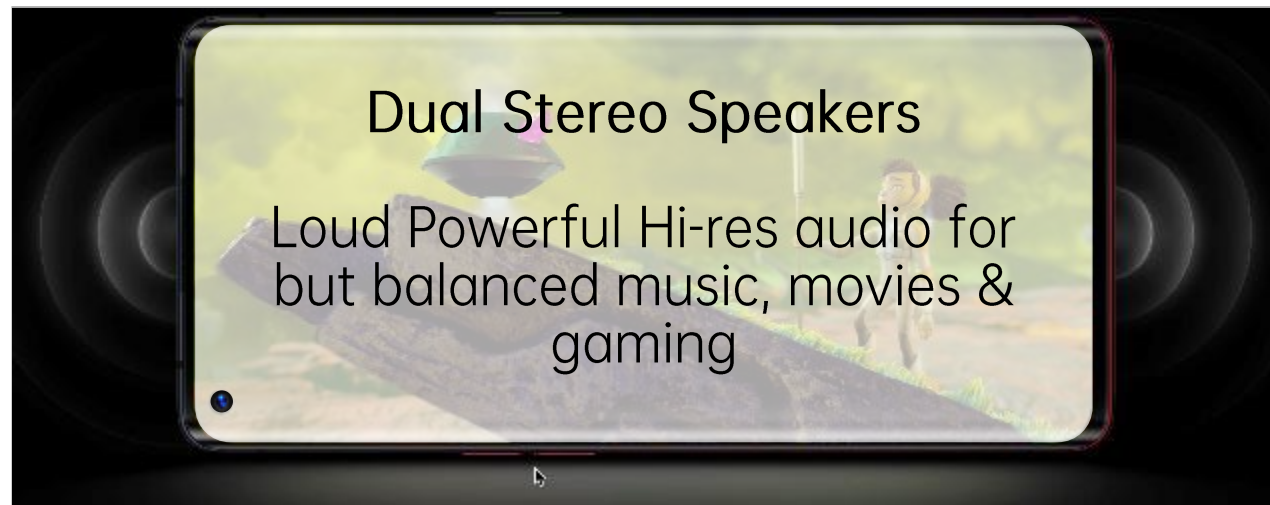 Dual Stereo Speakers
Loud Powerful Hi-res audio for
but balanced music, movies &
gaming